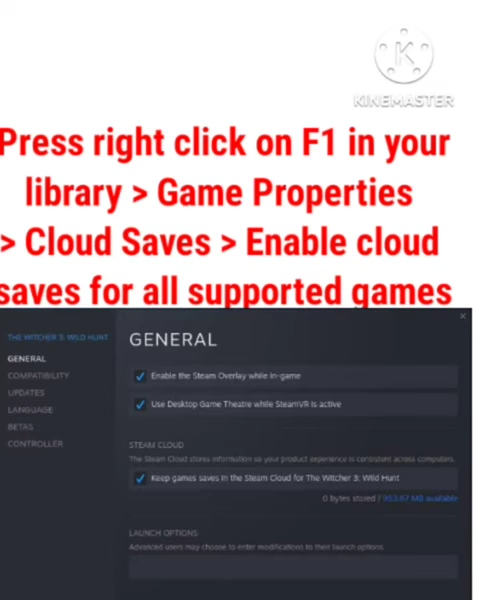 KINEMASTER
Press right click on F1 in your
library > Game Properties
> Cloud Saves > Enable cloud
saves for all supported games
THE WITCHER 3: WILD HUNT
GENERAL
COMPATIBILITY
UPDATES
LANGUAGE
BETAS
CONTROLLER
GENERAL
Enable the Steam Overlay while in-game
Use Desktop Game Theatre while SteamVR is active
STEAM CLOUD
The Steam Cloud stores information so your product experience is consistent across computers.
Keep games saves in the Steam Cloud for The Witcher 3: Wild Hunt
0 bytes stored / 953.67 MB available
LAUNCH OPTIONS
Advanced users may choose to enter modifications to their launch options.